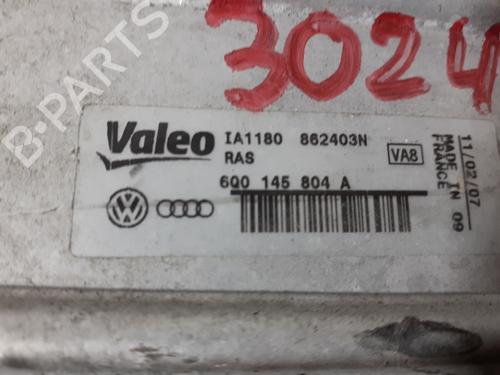 3024
Valeo
IA1180 862403N
RAS
VA8
6Q0 145 804 A
11/02/07
MADE IN 09
FRANCE
B-PARTS